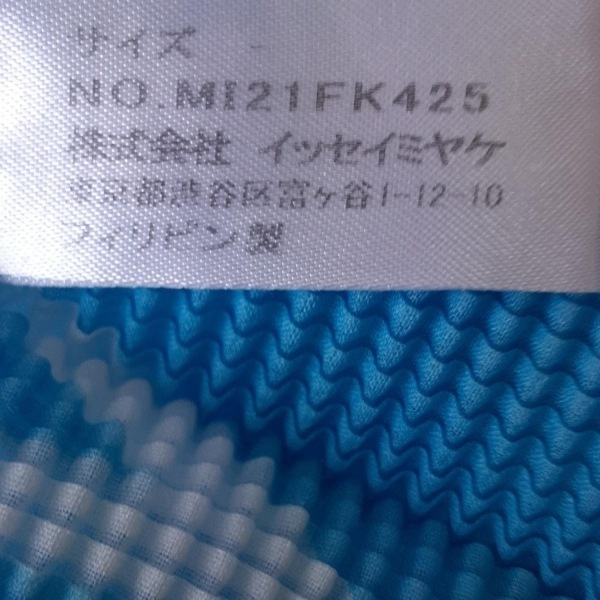 サイズ -
NO.MI21FK425
株式会社 イッセイミヤケ
東京都渋谷区富ヶ谷1-12-10
フィリピン製